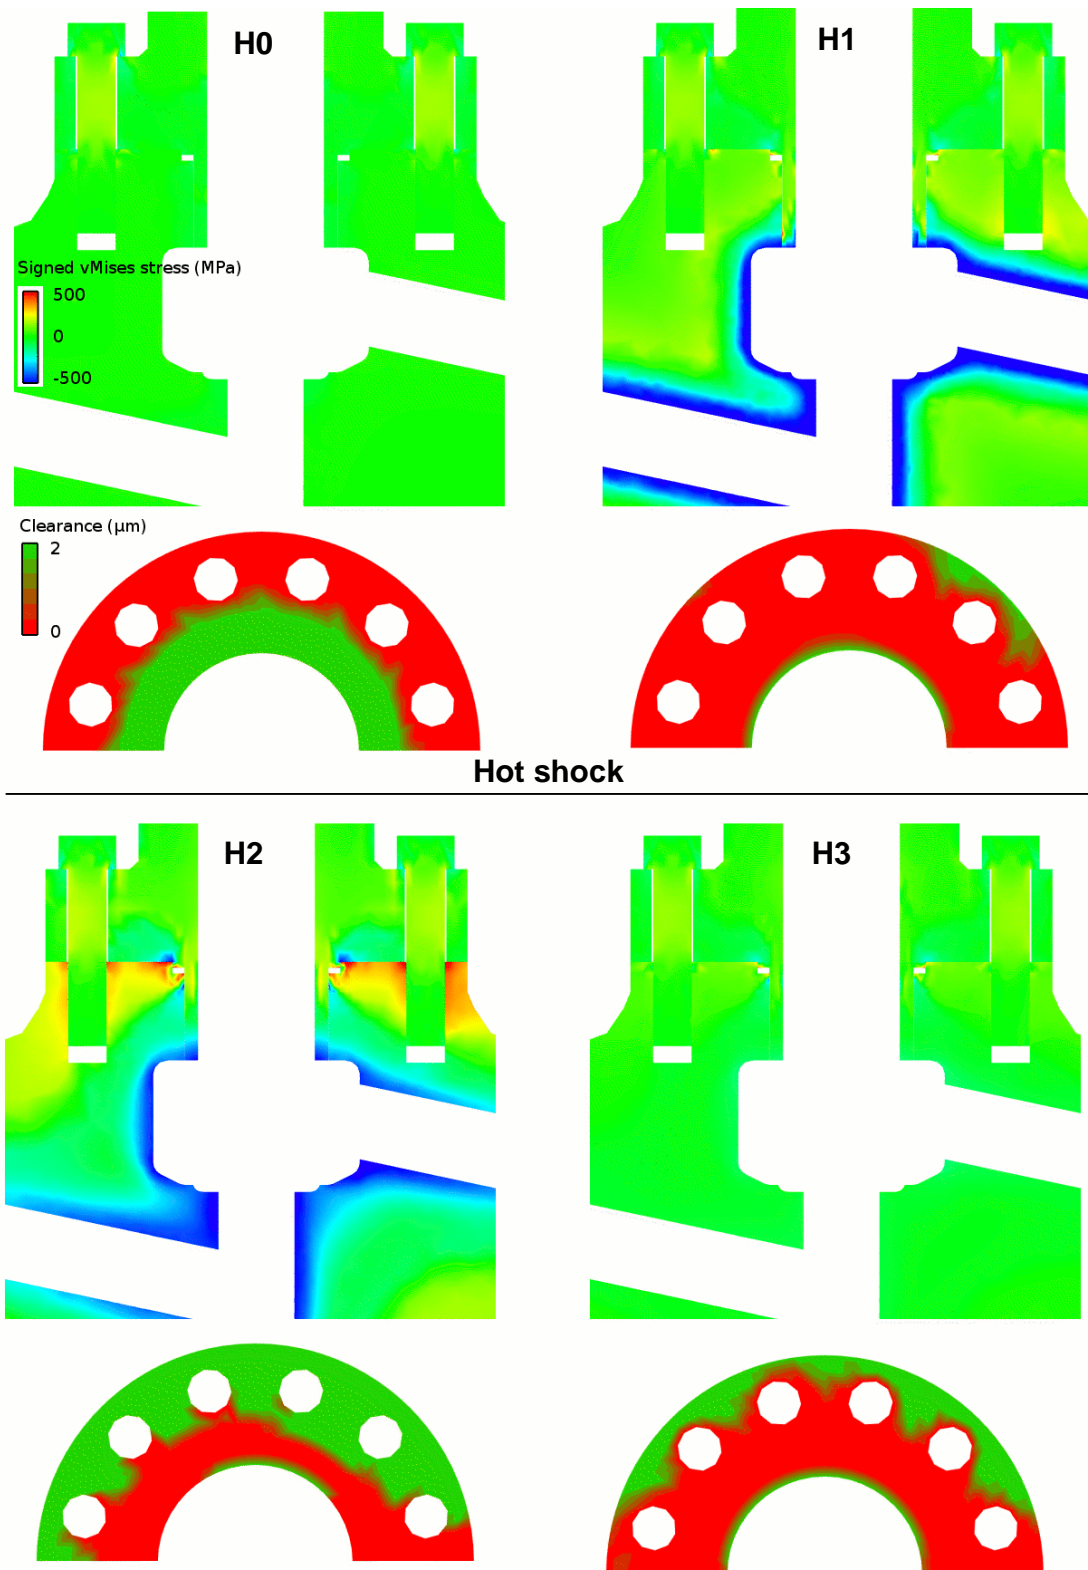 H0
H1
Signed vMises stress (MPa)
500
0
-500
Clearance (μm)
2
0
Hot shock
H2
H3